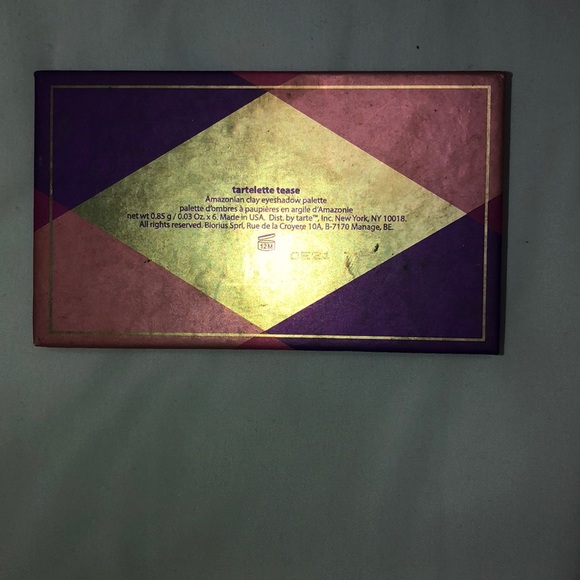 tartelette tease
Amazonian clay eyeshadow palette
palette d'ombres à paupières en argile d'Amazonie
net wt 0.85 g / 0.03 Oz. x 6. Made in USA. Dist. by tarte™, Inc. New York, NY 10018.
All rights reserved. Biorius Sprl, Rue de la Croyere 10A, B-7170 Manage, BE.
12M